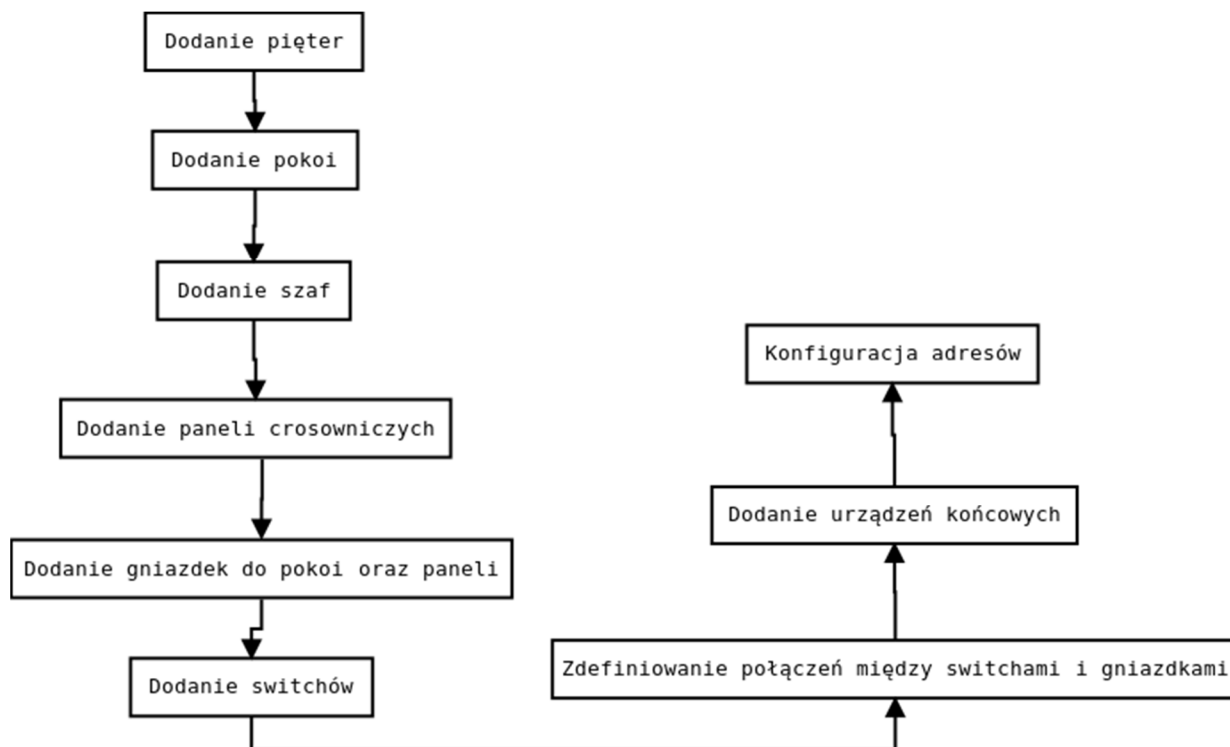 Dodanie pięter
Dodanie pokoi
Dodanie szaf
Dodanie paneli crosowniczych
Dodanie gniazdek do pokoi oraz paneli
Dodanie switchów
Zdefiniowanie połączeń między switchami i gniazdkami
Dodanie urządzeń końcowych
Konfiguracja adresów